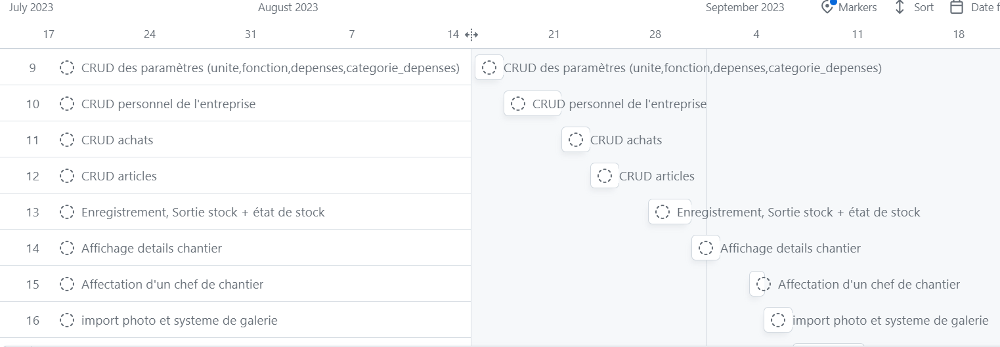 July 2023 August 2023 September 2023 Markers Sort Date f
17 24 31 7 14 21 28 4 11 18
9 CRUD des paramètres (unite,fonction,depenses,categorie_depenses) CRUD des paramètres (unite,fonction,depenses,categorie_depenses)
10 CRUD personnel de l'entreprise CRUD personnel de l'entreprise
11 CRUD achats CRUD achats
12 CRUD articles CRUD articles
13 Enregistrement, Sortie stock + état de stock Enregistrement, Sortie stock + état de stock
14 Affichage details chantier Affichage details chantier
15 Affectation d'un chef de chantier Affectation d'un chef de chantier
16 import photo et systeme de galerie import photo et systeme de galerie